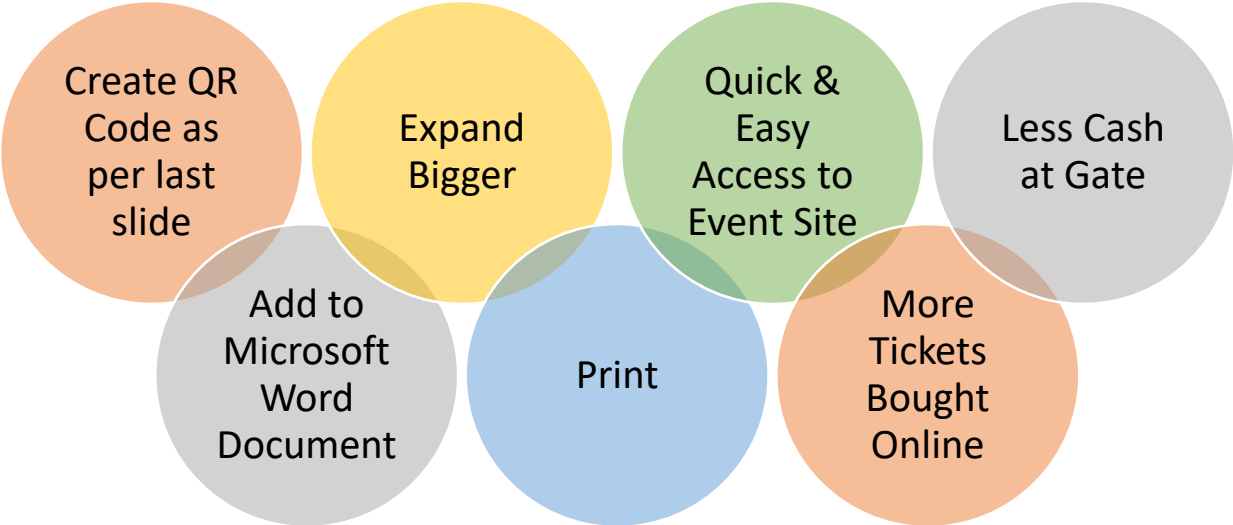 Create QR
Code as
per last
slide
Add to
Microsoft
Word
Document
Expand
Bigger
Print
Quick &
Easy
Access to
Event Site
More
Tickets
Bought
Online
Less Cash
at Gate